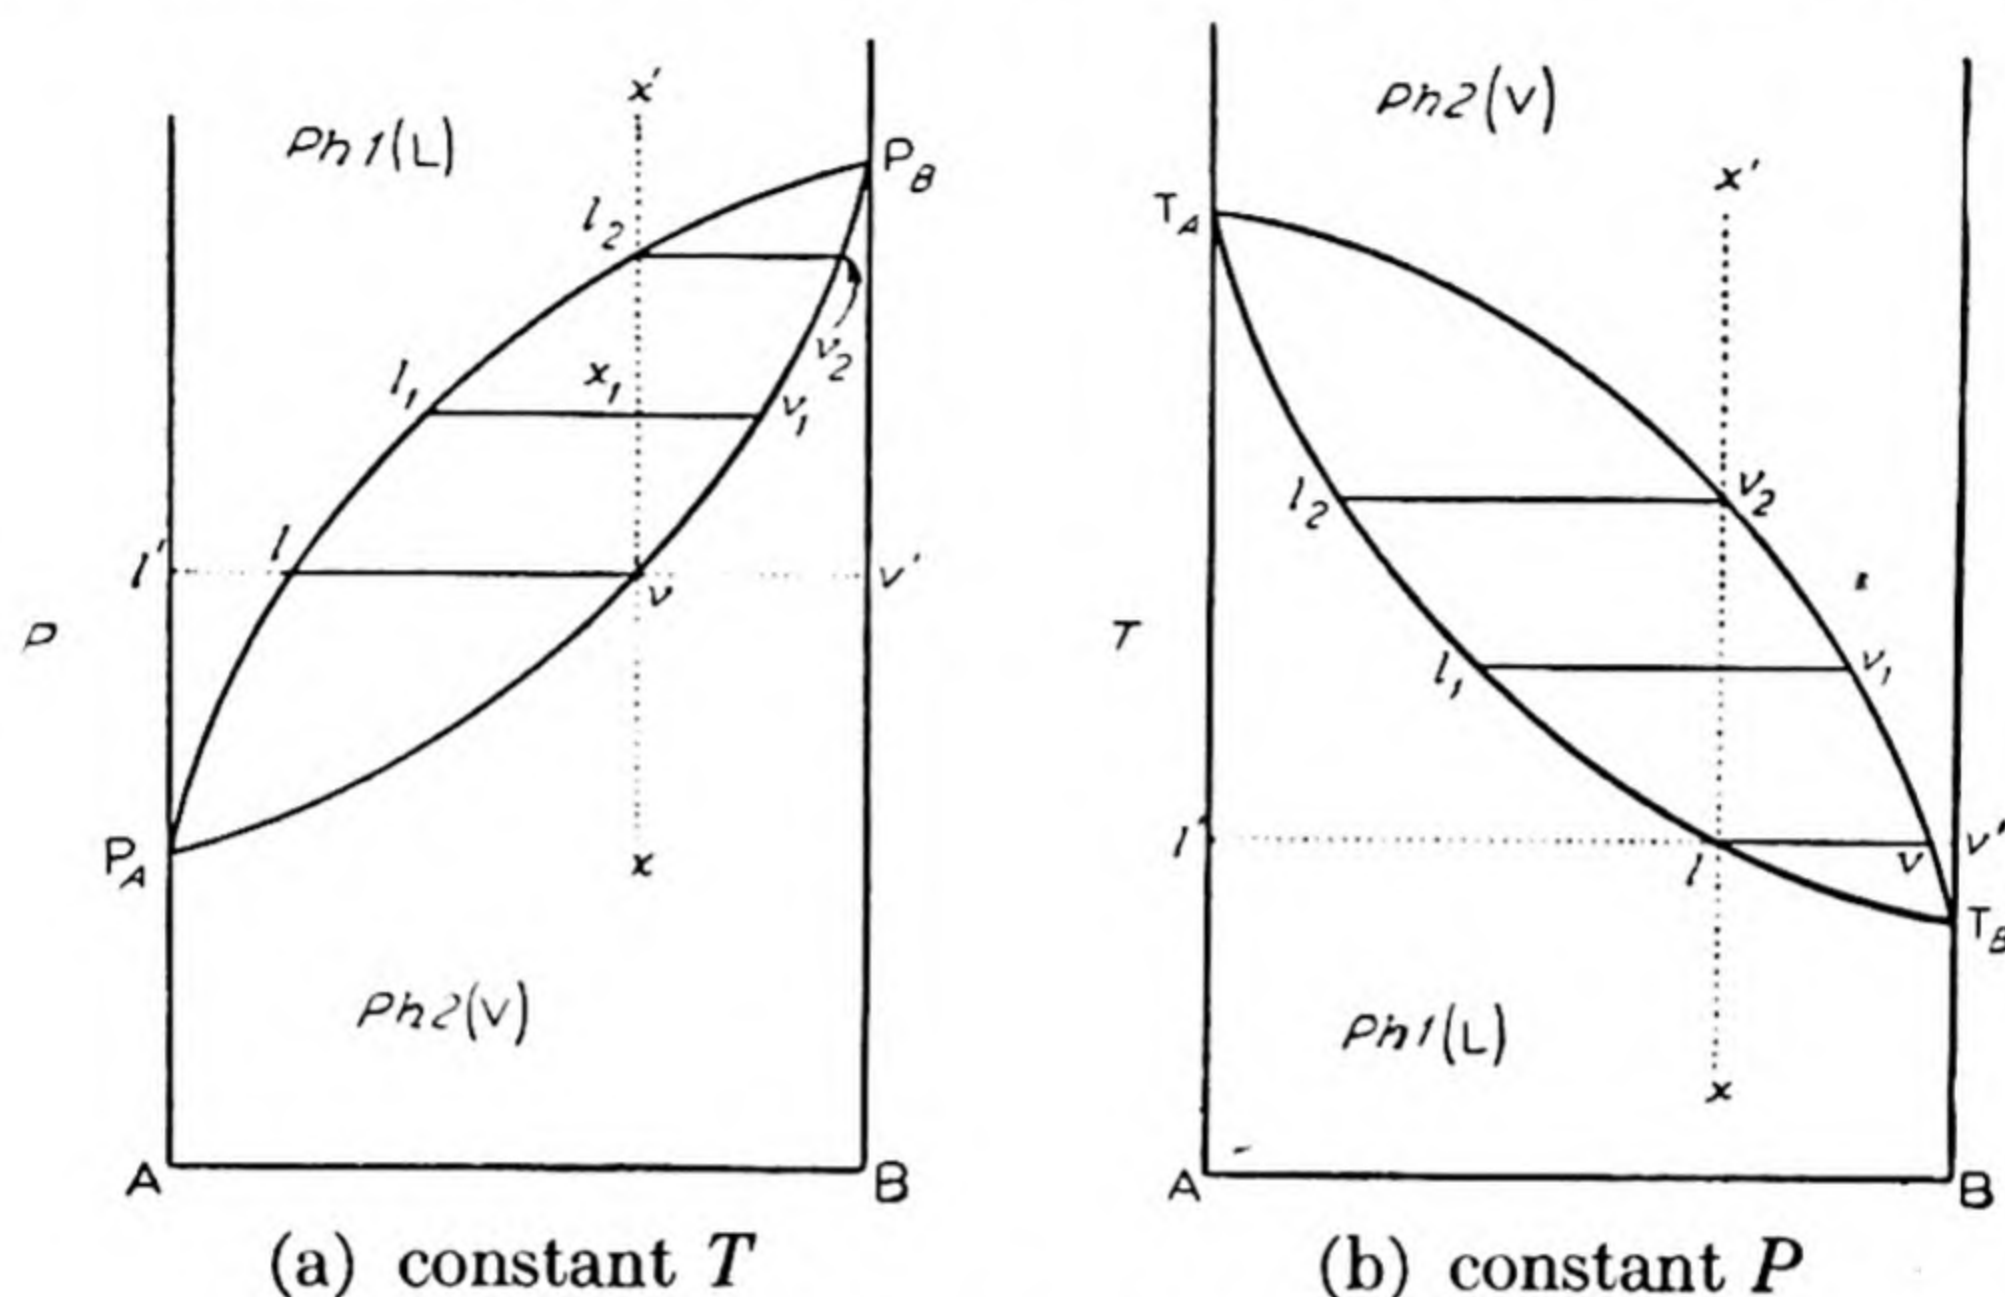 x'
Ph1(L)
P_B
l_2
v_2
l_1
x_1
v_1
l'
l
v
v'
P
P_A
x
Ph2(V)
A
B
(a) constant T
Ph2(V)
x'
T_A
v_2
l_2
T
l_1
v_1
l'
l
v
v'
T_B
Ph1(L)
x
A
B
(b) constant P